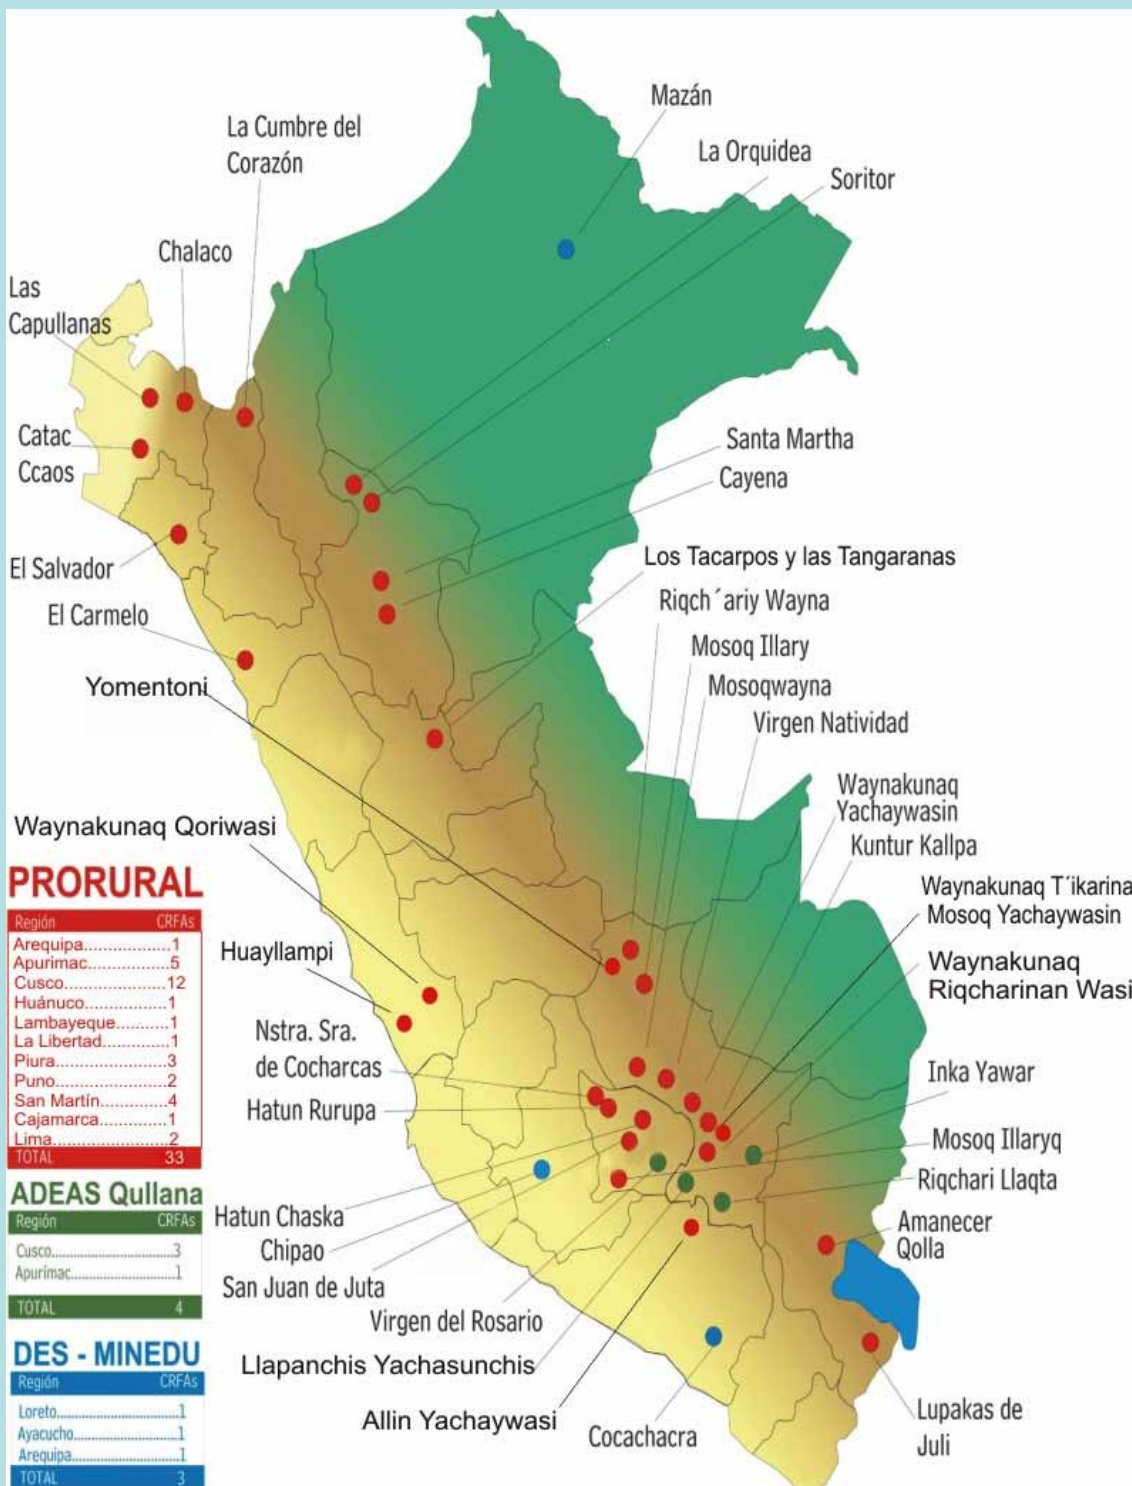 Mazán
La Cumbre del
Corazón
La Orquidea
Soritor
Chalaco
Las
Capullanas
Catac
Ccaos
Santa Martha
Cayena
El Salvador
Los Tacarpos y las Tangaranas
El Carmelo
Riqch´ariy Wayna
Yomentoni
Mosoq Illary
Mosoqwayna
Virgen Natividad
Waynakunaq
Yachaywasin
Waynakunaq Qoriwasi
Kuntur Kallpa
Waynakunaq T´ikarina
Mosoq Yachaywasin
Huayllampi
Waynakunaq
Riqcharinan Wasi
Nstra. Sra.
de Cocharcas
Hatun Rurupa
Inka Yawar
Mosoq Illaryq
Riqchari Llaqta
Hatun Chaska
Chipao
San Juan de Juta
Amanecer
Qolla
Virgen del Rosario
Llapanchis Yachasunchis
Allin Yachaywasi
Cocachacra
Lupakas de
Juli
PRORURAL
Región CRFAs
Arequipa.................1
Apurimac................5
Cusco....................12
Huánuco.................1
Lambayeque...........1
La Libertad.............1
Piura.......................3
Puno.......................2
San Martín..............4
Cajamarca..............1
Lima.......................2
TOTAL 33
ADEAS Qullana
Región CRFAs
Cusco.......................3
Apurímac...................1
TOTAL 4
DES - MINEDU
Región CRFAs
Loreto.......................1
Ayacucho...................1
Arequipa....................1
TOTAL 3